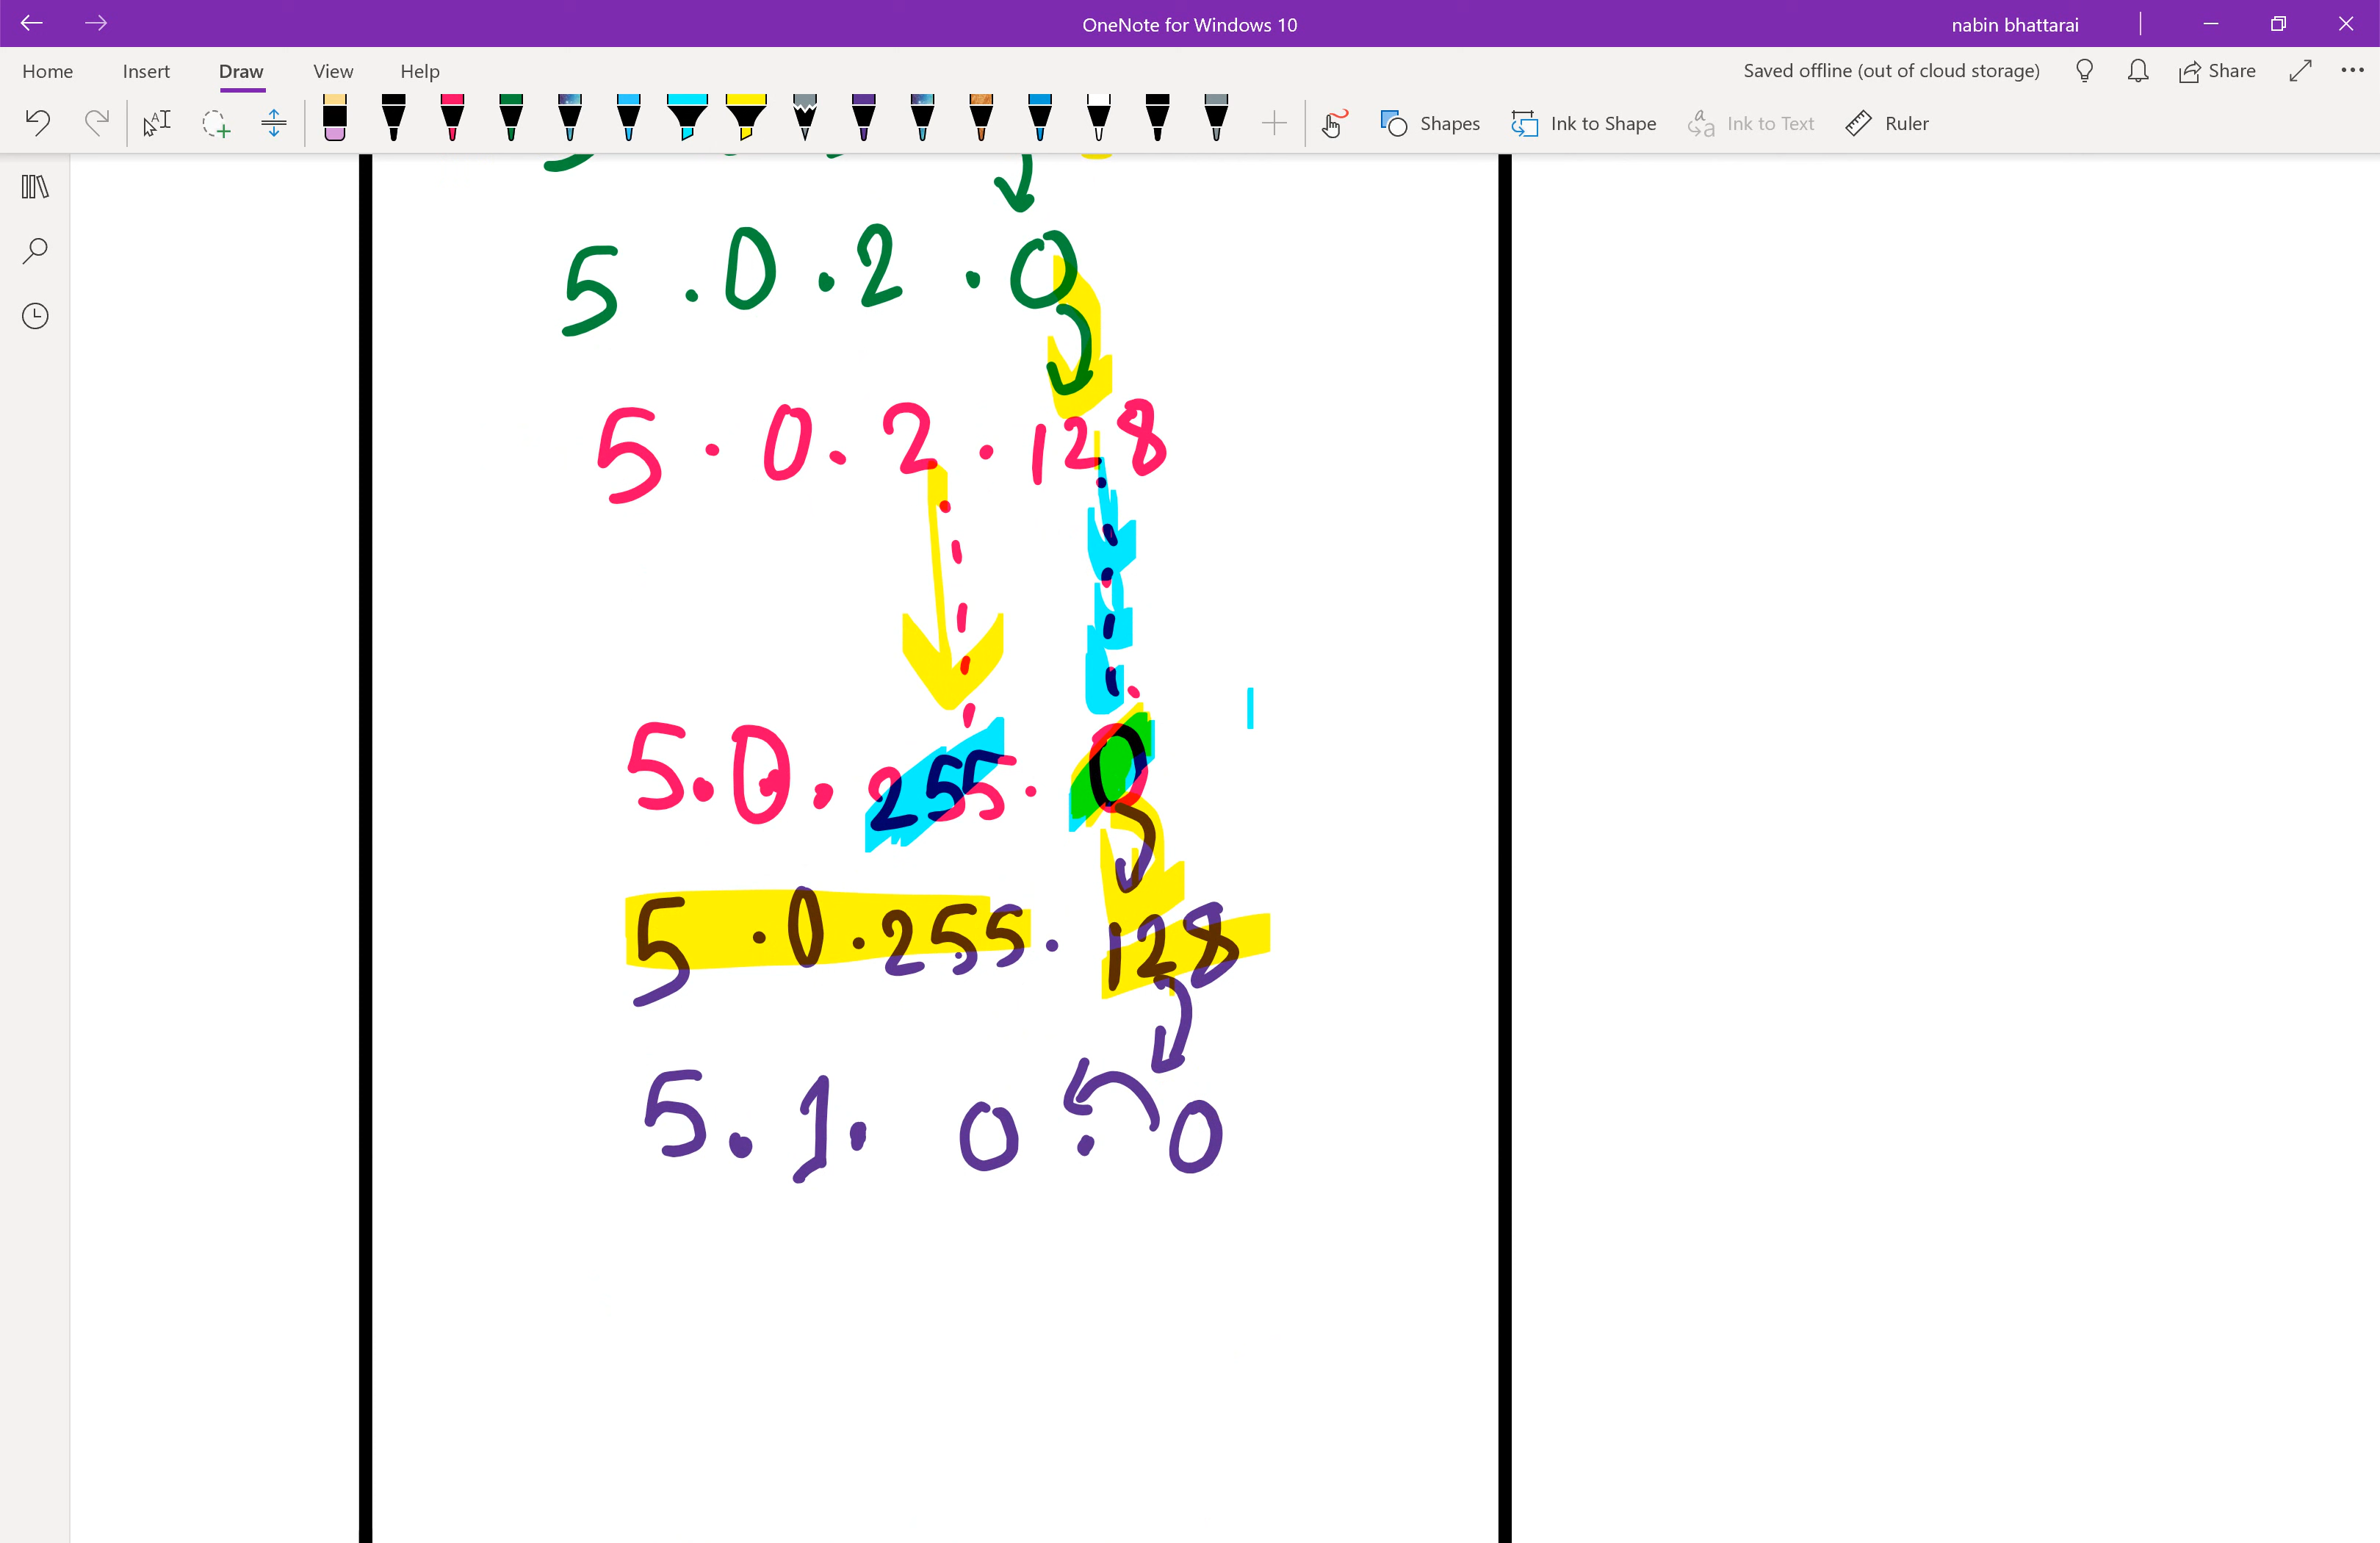 OneNote for Windows 10
nabin bhattarai
Home Insert Draw View Help
Saved offline (out of cloud storage)
Share
Shapes
Ink to Shape
Ink to Text
Ruler
5 . 0 . 2 . 0
5 . 0 . 2 . 128
5.0.255.0
5 . 0 . 255 . 128
5.1.0.0